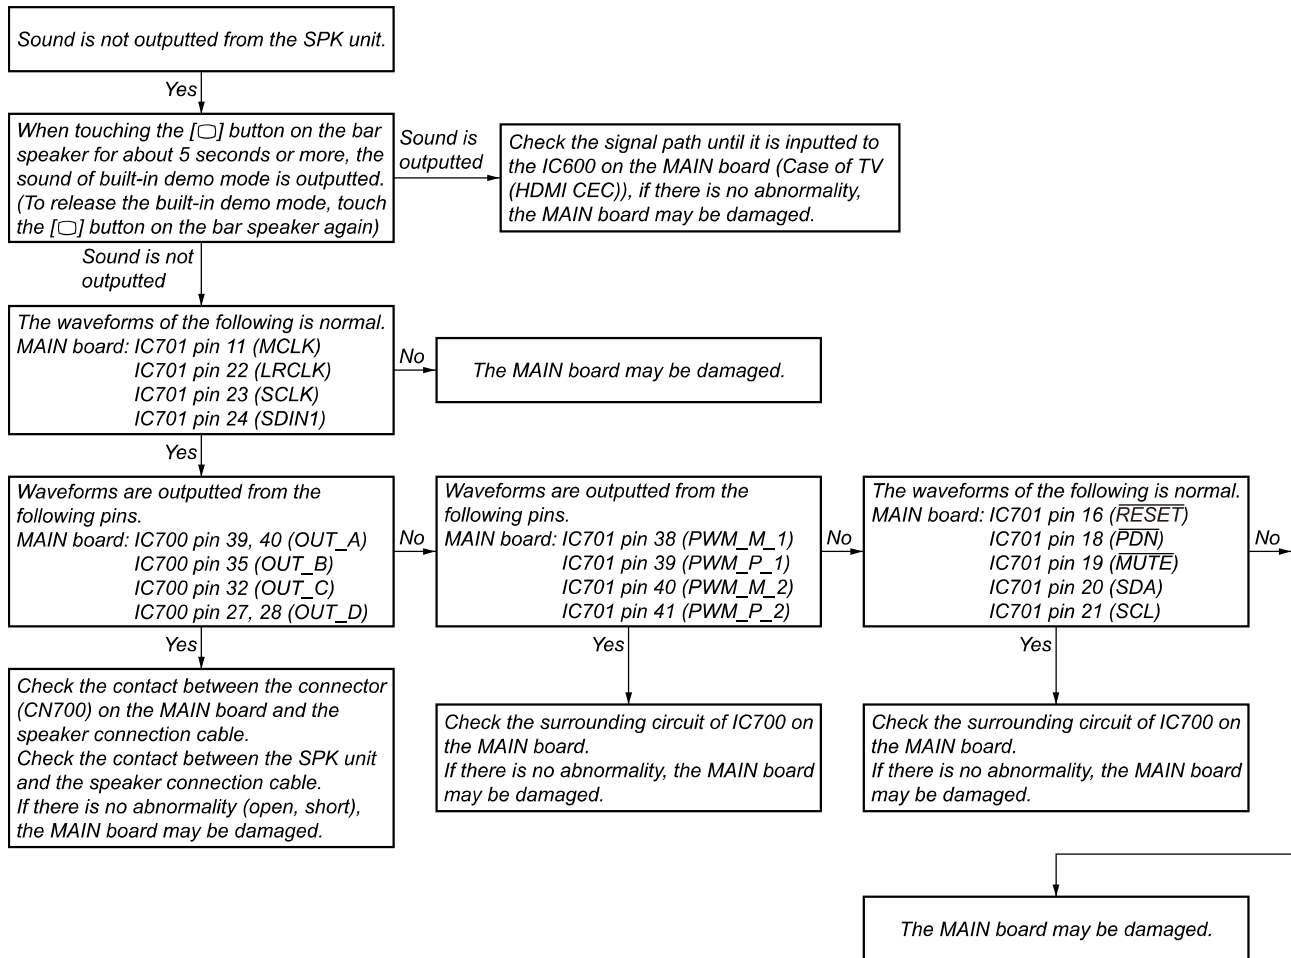 Sound is not outputted from the SPK unit.
Yes
When touching the [▢] button on the bar
speaker for about 5 seconds or more, the
sound of built-in demo mode is outputted.
(To release the built-in demo mode, touch
the [▢] button on the bar speaker again)
Sound is
outputted
Check the signal path until it is inputted to
the IC600 on the MAIN board (Case of TV
(HDMI CEC)), if there is no abnormality,
the MAIN board may be damaged.
Sound is not
outputted
The waveforms of the following is normal.
MAIN board: IC701 pin 11 (MCLK)
IC701 pin 22 (LRCLK)
IC701 pin 23 (SCLK)
IC701 pin 24 (SDIN1)
No
The MAIN board may be damaged.
Yes
Waveforms are outputted from the
following pins.
MAIN board: IC700 pin 39, 40 (OUT_A)
IC700 pin 35 (OUT_B)
IC700 pin 32 (OUT_C)
IC700 pin 27, 28 (OUT_D)
No
Waveforms are outputted from the
following pins.
MAIN board: IC701 pin 38 (PWM_M_1)
IC701 pin 39 (PWM_P_1)
IC701 pin 40 (PWM_M_2)
IC701 pin 41 (PWM_P_2)
No
The waveforms of the following is normal.
MAIN board: IC701 pin 16 (R̅E̅S̅E̅T̅)
IC701 pin 18 (P̅D̅N̅)
IC701 pin 19 (M̅U̅T̅E̅)
IC701 pin 20 (SDA)
IC701 pin 21 (SCL)
No
Yes
Check the contact between the connector
(CN700) on the MAIN board and the
speaker connection cable.
Check the contact between the SPK unit
and the speaker connection cable.
If there is no abnormality (open, short),
the MAIN board may be damaged.
Yes
Check the surrounding circuit of IC700 on
the MAIN board.
If there is no abnormality, the MAIN board
may be damaged.
Yes
Check the surrounding circuit of IC700 on
the MAIN board.
If there is no abnormality, the MAIN board
may be damaged.
The MAIN board may be damaged.